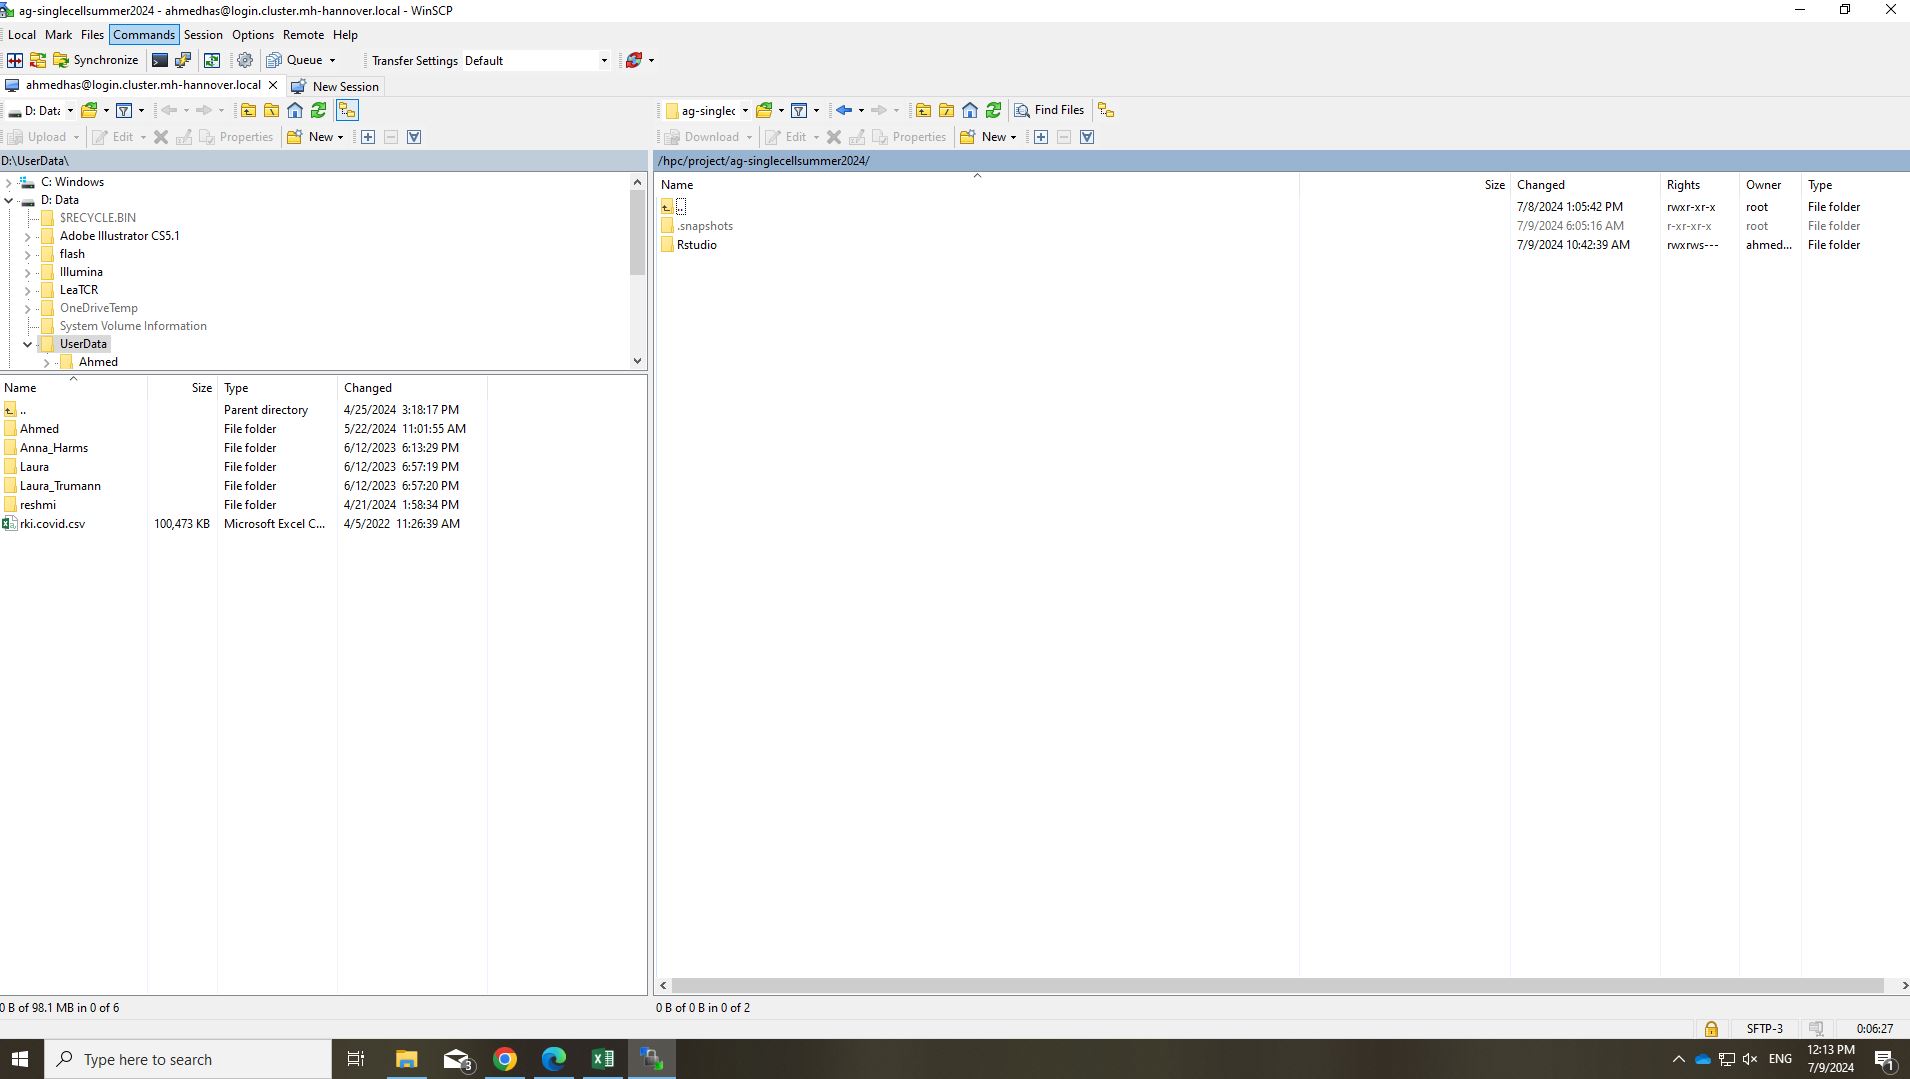 ag-singlecellsummer2024 - ahmedhas@login.cluster.mh-hannover.local - WinSCP
Local Mark Files Commands Session Options Remote Help
Synchronize Queue Transfer Settings Default
ahmedhas@login.cluster.mh-hannover.local New Session
D: Data
Upload Edit Properties New
D:\UserData\
C: Windows
D: Data
$RECYCLE.BIN
Adobe Illustrator CS5.1
flash
Illumina
LeaTCR
OneDriveTemp
System Volume Information
UserData
Ahmed
Name Size Type Changed
.. Parent directory 4/25/2024 3:18:17 PM
Ahmed File folder 5/22/2024 11:01:55 AM
Anna_Harms File folder 6/12/2023 6:13:29 PM
Laura File folder 6/12/2023 6:57:19 PM
Laura_Trumann File folder 6/12/2023 6:57:20 PM
reshmi File folder 4/21/2024 1:58:34 PM
rki.covid.csv 100,473 KB Microsoft Excel C... 4/5/2022 11:26:39 AM
0 B of 98.1 MB in 0 of 6
ag-singlec Find Files
Download Edit Properties New
/hpc/project/ag-singlecellsummer2024/
Name Size Changed Rights Owner Type
.. 7/8/2024 1:05:42 PM rwxr-xr-x root File folder
.snapshots 7/9/2024 6:05:16 AM r-xr-xr-x root File folder
Rstudio 7/9/2024 10:42:39 AM rwxrws--- ahmed... File folder
0 B of 0 B in 0 of 2
SFTP-3 0:06:27
Type here to search 3 ENG 12:13 PM 1
7/9/2024